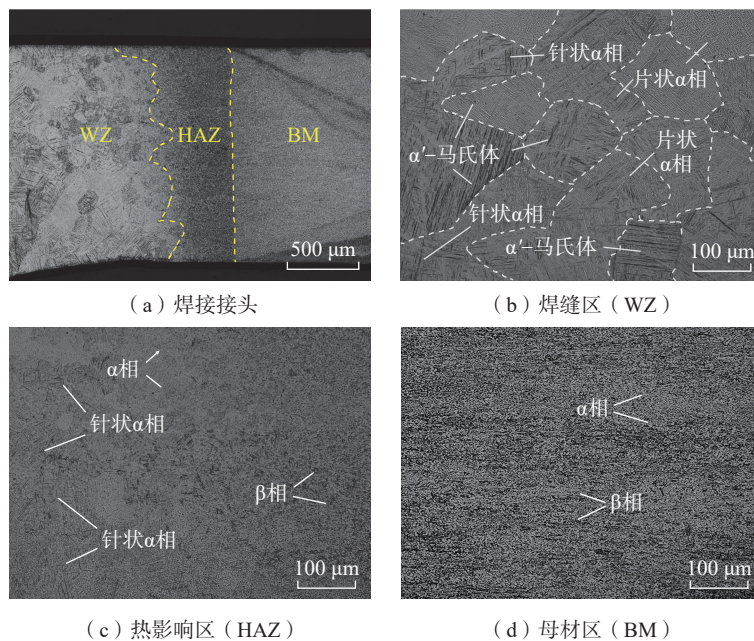 WZ
HAZ
BM
500 μm
(a)焊接接头
针状α相
片状α相
α′-马氏体
片状
α相
针状α相
α′-马氏体
100 μm
(b)焊缝区(WZ)
α相
针状α相
β相
针状α相
100 μm
(c)热影响区(HAZ)
α相
β相
100 μm
(d)母材区(BM)